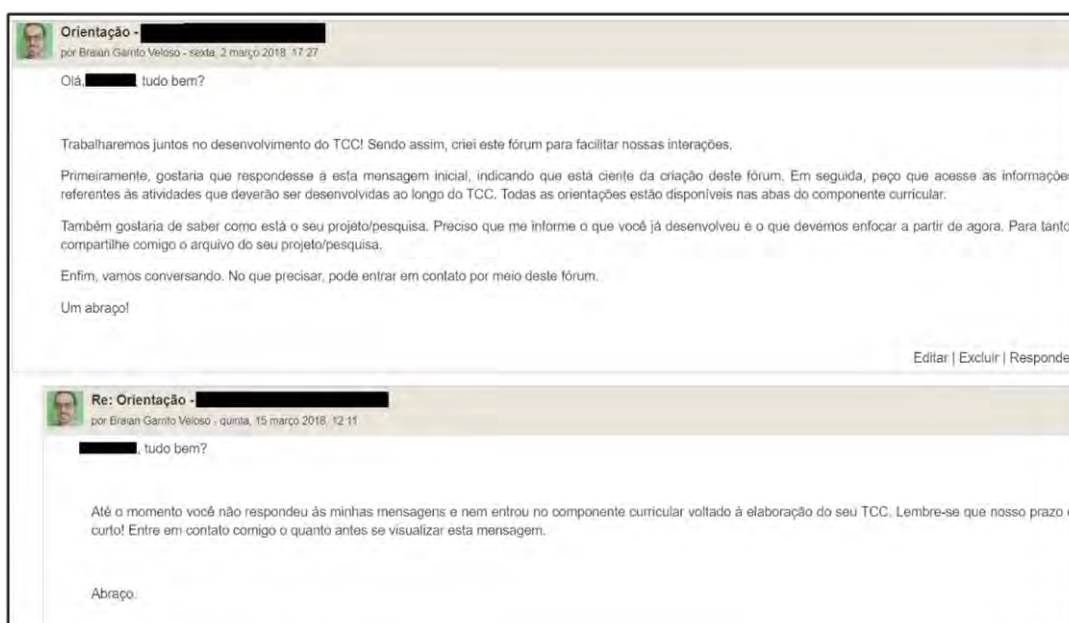 Orientação -
por Braian Garrito Veloso - sexta, 2 março 2018, 17:27
Olá, , tudo bem?
Trabalharemos juntos no desenvolvimento do TCC! Sendo assim, criei este fórum para facilitar nossas interações.
Primeiramente, gostaria que respondesse a esta mensagem inicial, indicando que está ciente da criação deste fórum. Em seguida, peço que acesse as informações
referentes às atividades que deverão ser desenvolvidas ao longo do TCC. Todas as orientações estão disponíveis nas abas do componente curricular.
Também gostaria de saber como está o seu projeto/pesquisa. Preciso que me informe o que você já desenvolveu e o que devemos enfocar a partir de agora. Para tanto,
compartilhe comigo o arquivo do seu projeto/pesquisa.
Enfim, vamos conversando. No que precisar, pode entrar em contato por meio deste fórum.
Um abraço!
Editar | Excluir | Responde
Re: Orientação -
por Braian Garrito Veloso - quinta, 15 março 2018, 12:11
, tudo bem?
Até o momento você não respondeu às minhas mensagens e nem entrou no componente curricular voltado à elaboração do seu TCC. Lembre-se que nosso prazo é
curto! Entre em contato comigo o quanto antes se visualizar esta mensagem.
Abraço.